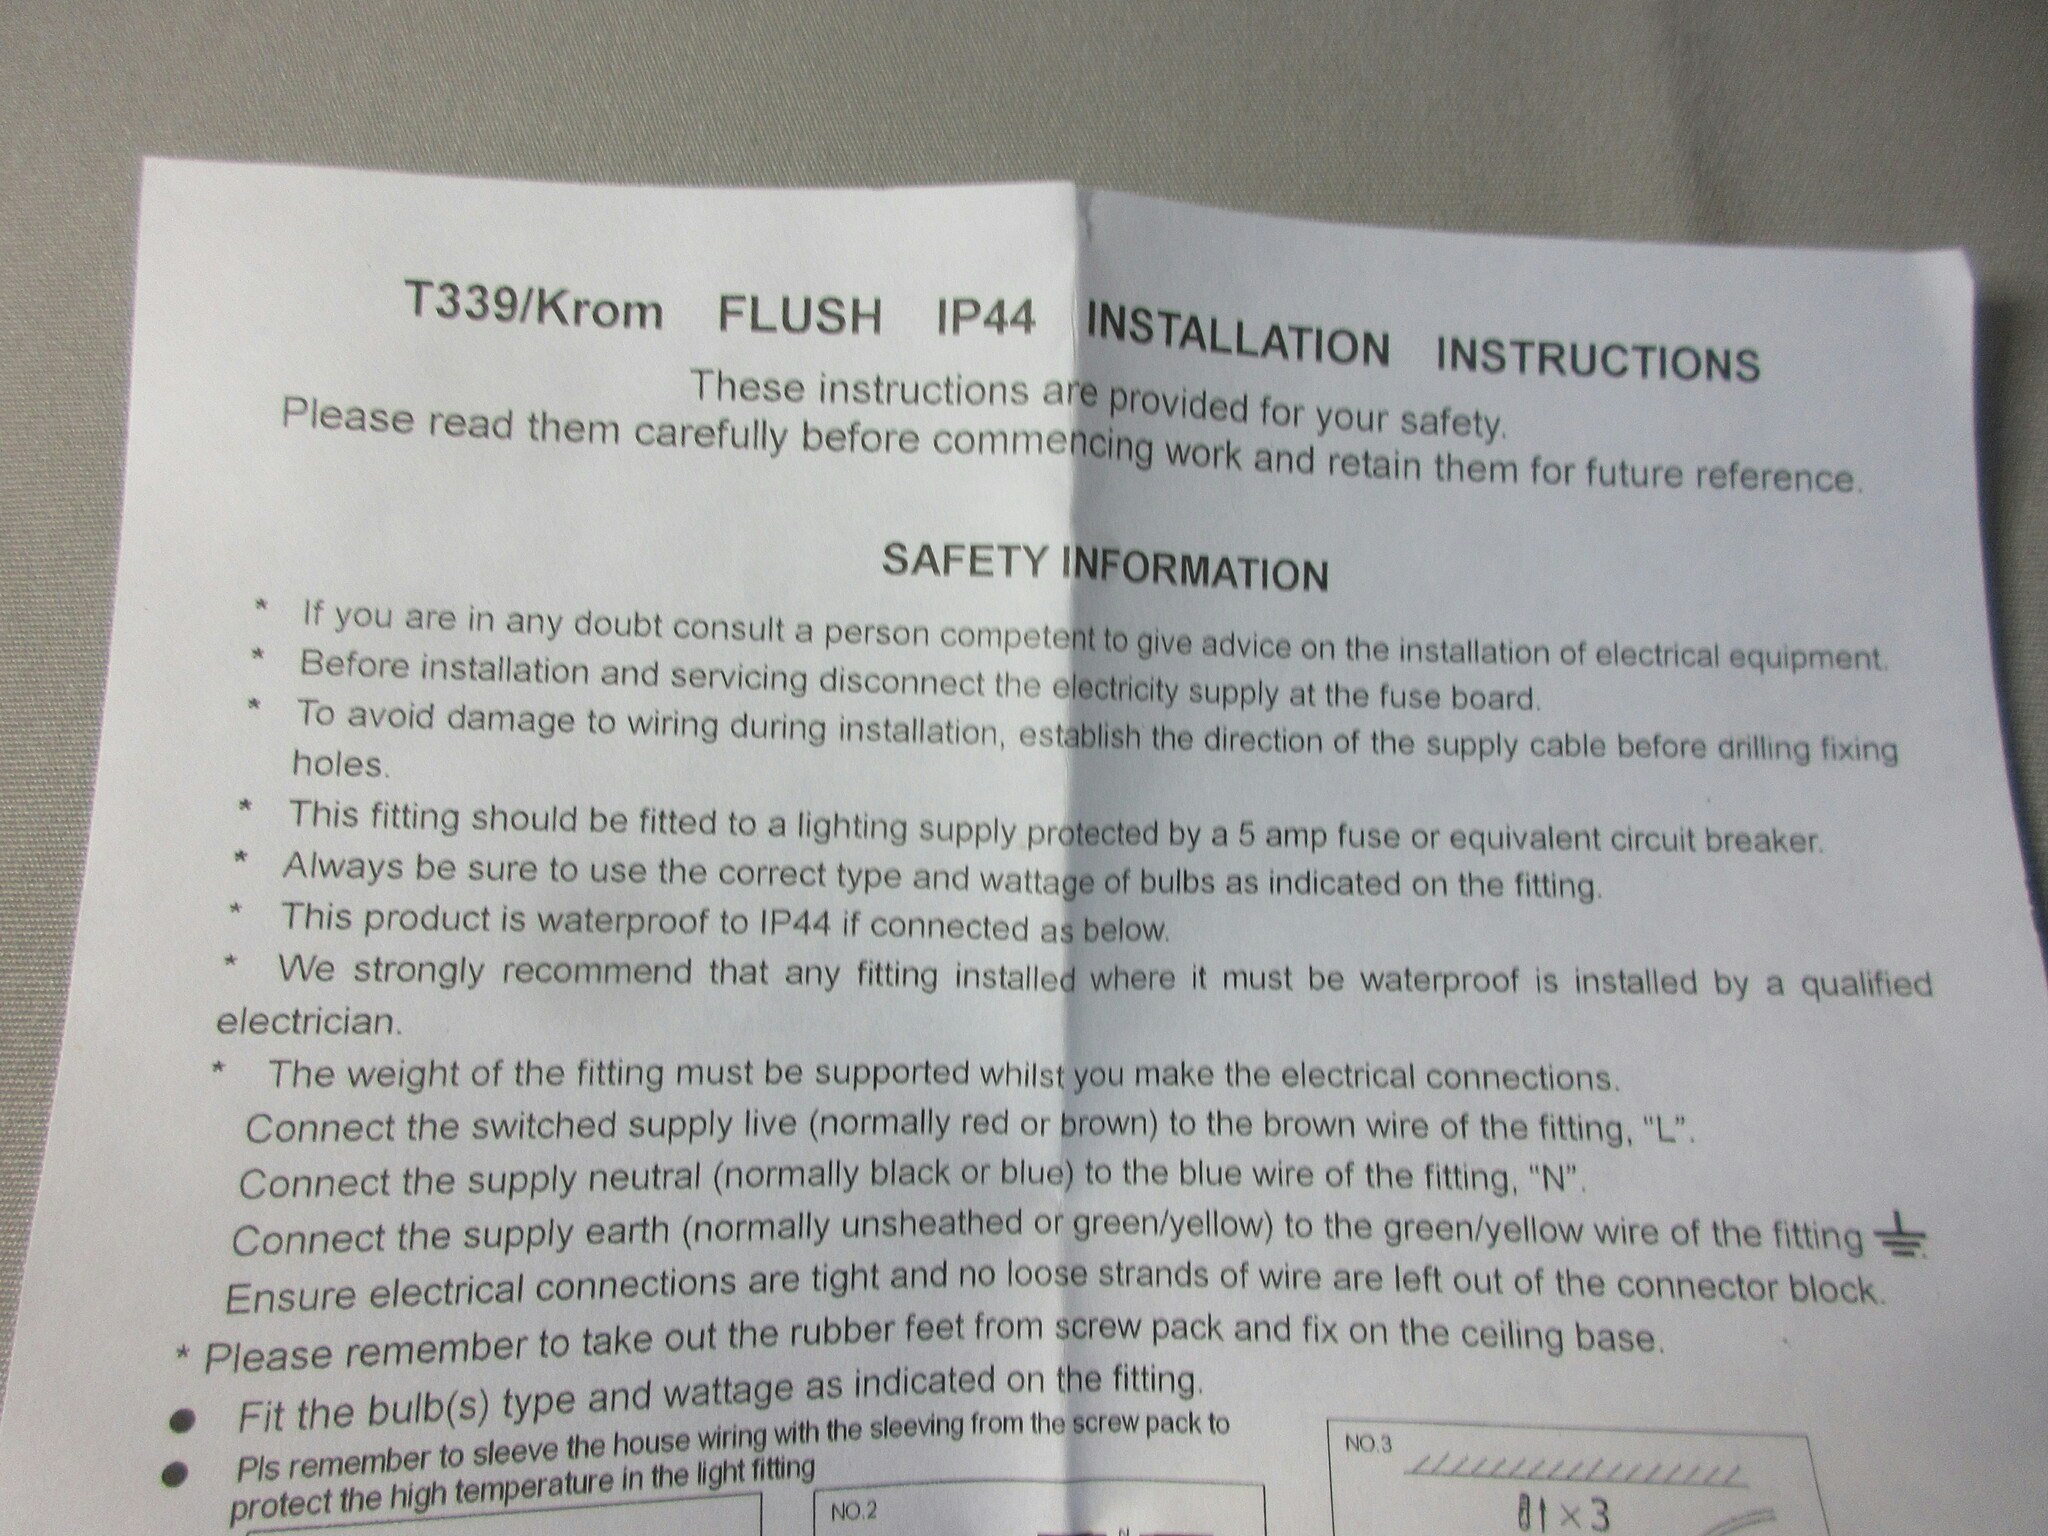 T339/Krom FLUSH IP44 INSTALLATION INSTRUCTIONS
These instructions are provided for your safety.
Please read them carefully before commencing work and retain them for future reference.
SAFETY INFORMATION
* If you are in any doubt consult a person competent to give advice on the installation of electrical equipment.
* Before installation and servicing disconnect the electricity supply at the fuse board.
* To avoid damage to wiring during installation, establish the direction of the supply cable before drilling fixing
holes.
* This fitting should be fitted to a lighting supply protected by a 5 amp fuse or equivalent circuit breaker.
* Always be sure to use the correct type and wattage of bulbs as indicated on the fitting.
* This product is waterproof to IP44 if connected as below.
* We strongly recommend that any fitting installed where it must be waterproof is installed by a qualified
electrician.
* The weight of the fitting must be supported whilst you make the electrical connections.
Connect the switched supply live (normally red or brown) to the brown wire of the fitting, “L”.
Connect the supply neutral (normally black or blue) to the blue wire of the fitting, “N”.
Connect the supply earth (normally unsheathed or green/yellow) to the green/yellow wire of the fitting ⏚.
Ensure electrical connections are tight and no loose strands of wire are left out of the connector block.
* Please remember to take out the rubber feet from screw pack and fix on the ceiling base.
● Fit the bulb(s) type and wattage as indicated on the fitting.
● Pls remember to sleeve the house wiring with the sleeving from the screw pack to
protect the high temperature in the light fitting
NO.2
N
NO.3
×3